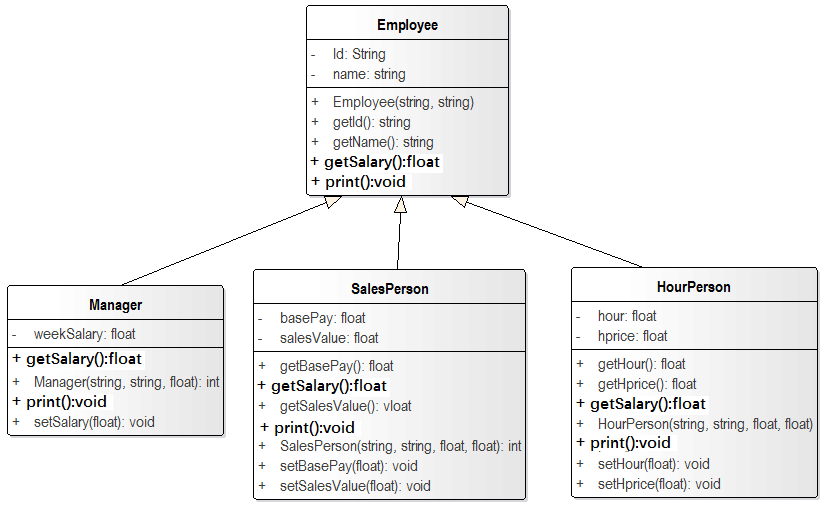 Employee
- Id: String
- name: string
+ Employee(string, string)
+ getId(): string
+ getName(): string
+ getSalary():float
+ print():void
Manager
- weekSalary: float
+ getSalary():float
+ Manager(string, string, float): int
+ print():void
+ setSalary(float): void
SalesPerson
- basePay: float
- salesValue: float
+ getBasePay(): float
+ getSalary():float
+ getSalesValue(): vloat
+ print():void
+ SalesPerson(string, string, float, float): int
+ setBasePay(float): void
+ setSalesValue(float): void
HourPerson
- hour: float
- hprice: float
+ getHour(): float
+ getHprice(): float
+ getSalary():float
+ HourPerson(string, string, float, float)
+ print():void
+ setHour(float): void
+ setHprice(float): void